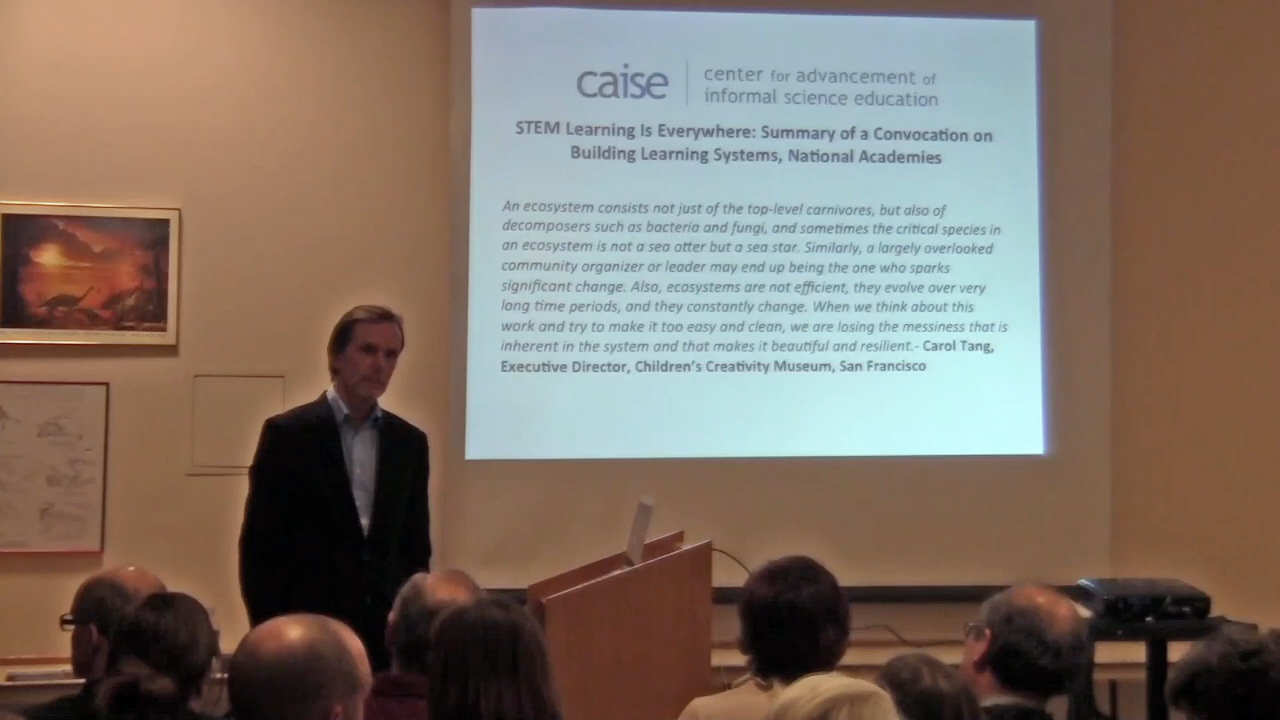 caise
center for advancement of
informal science education
STEM Learning Is Everywhere: Summary of a Convocation on
Building Learning Systems, National Academies
An ecosystem consists not just of the top-level carnivores, but also of
decomposers such as bacteria and fungi, and sometimes the critical species in
an ecosystem is not a sea otter but a sea star. Similarly, a largely overlooked
community organizer or leader may end up being the one who sparks
significant change. Also, ecosystems are not efficient, they evolve over very
long time periods, and they constantly change. When we think about this
work and try to make it too easy and clean, we are losing the messiness that is
inherent in the system and that makes it beautiful and resilient.- Carol Tang,
Executive Director, Children's Creativity Museum, San Francisco